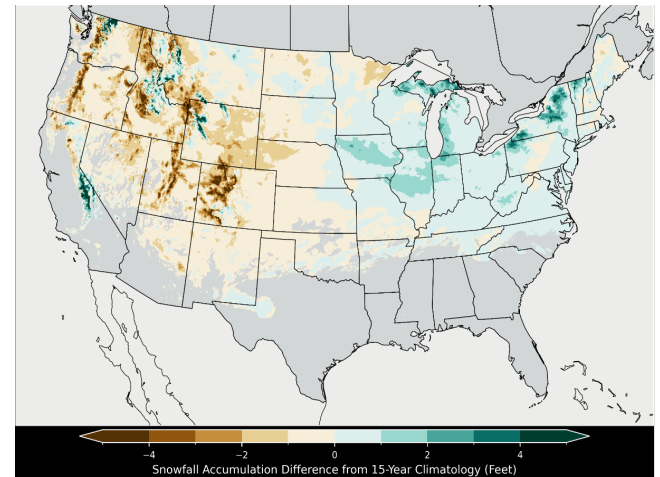 −4 −2 0 2 4
Snowfall Accumulation Difference from 15-Year Climatology (Feet)